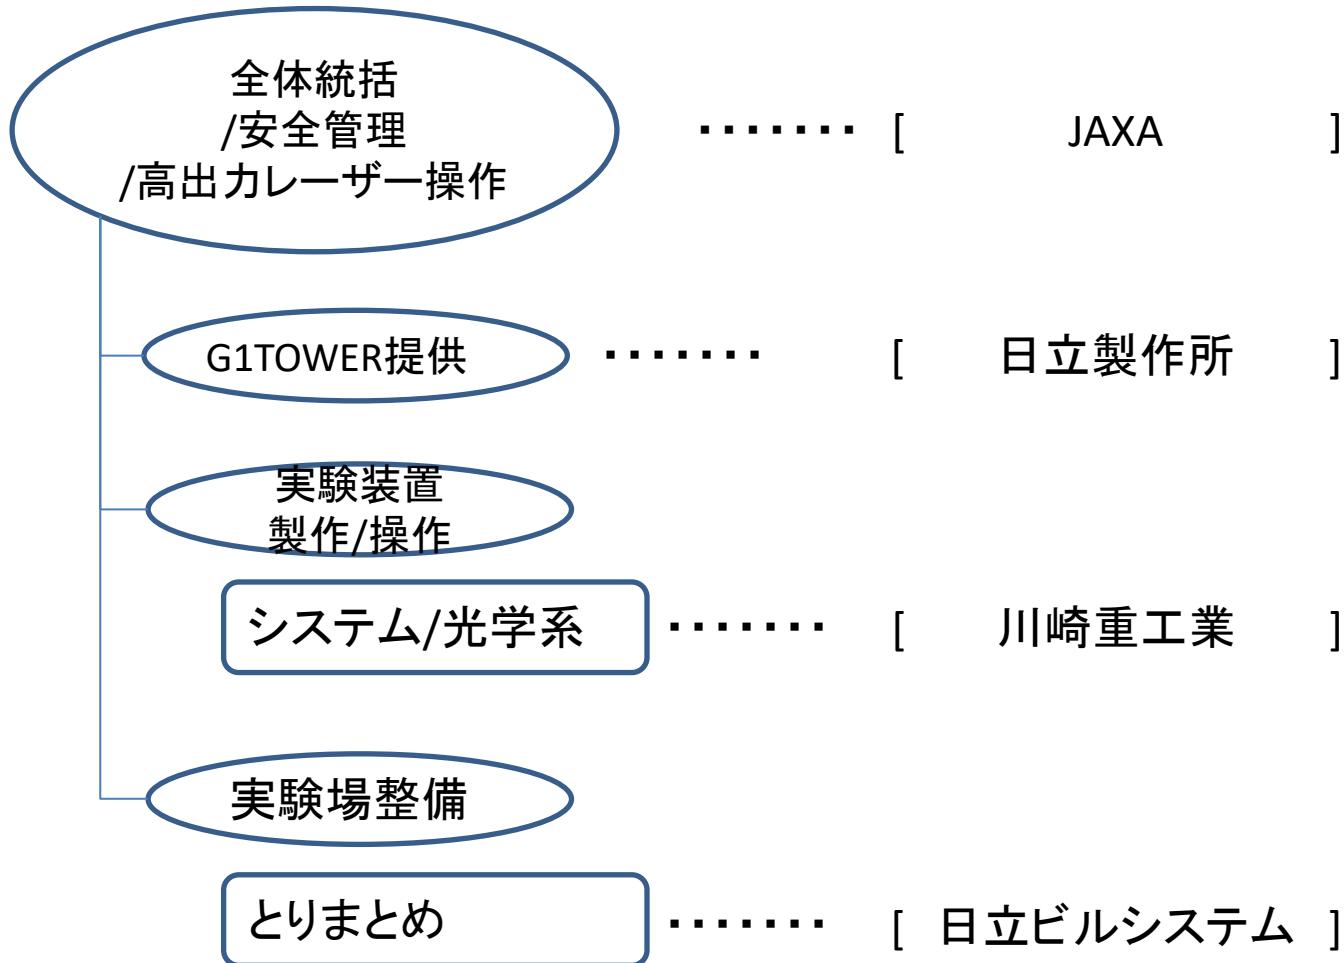 全体統括
/安全管理
/高出力レーザー操作
・・・・・・・ [ JAXA ]
G1TOWER提供 ・・・・・・・ [ 日立製作所 ]
実験装置
製作/操作
システム/光学系 ・・・・・・・ [ 川崎重工業 ]
実験場整備
とりまとめ ・・・・・・・ [ 日立ビルシステム ]